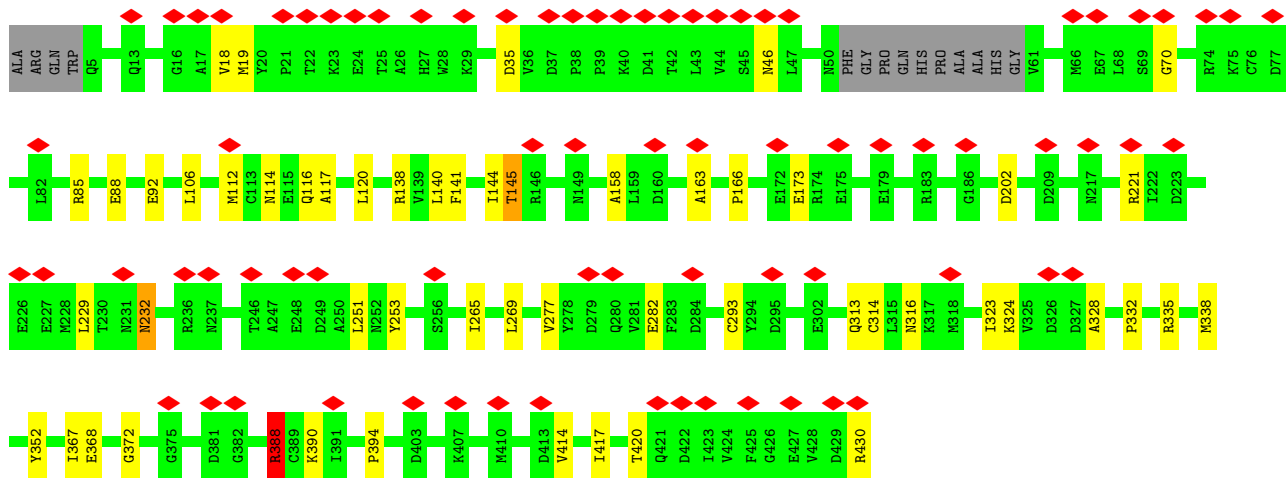 ALA ARG GLN TRP Q5 Q13 G16 A17 V18 M19 Y20 P21 T22 K23 E24 T25 A26 H27 W28 K29 D35 V36 D37 P38 P39 K40 D41 T42 L43 V44 S45 N46 L47 N50 PHE GLY PRO GLN HIS PRO ALA ALA HIS GLY V61 M66 E67 L68 S69 G70 R74 K75 C76 D77
L82 R85 E88 E92 L106 M112 C113 N114 E115 Q116 A117 L120 R138 V139 L140 F141 I144 T145 R146 N149 A158 L159 D160 A163 P166 E172 E173 R174 E175 E179 R183 G186 D202 D209 N217 R221 I222 D223
E226 E227 M228 L229 T230 N231 N232 R236 N237 T246 A247 E248 D249 A250 L251 N252 Y253 S256 I265 L269 V277 Y278 D279 Q280 V281 E282 F283 D284 C293 Y294 D295 E302 Q313 C314 L315 N316 K317 M318 I323 K324 V325 D326 D327 A328 P332 R335 M338
Y352 I367 E368 G372 G375 D381 G382 R388 C389 K390 I391 P394 D403 K407 M410 D413 V414 I417 T420 Q421 D422 I423 V424 F425 G426 E427 V428 D429 R430